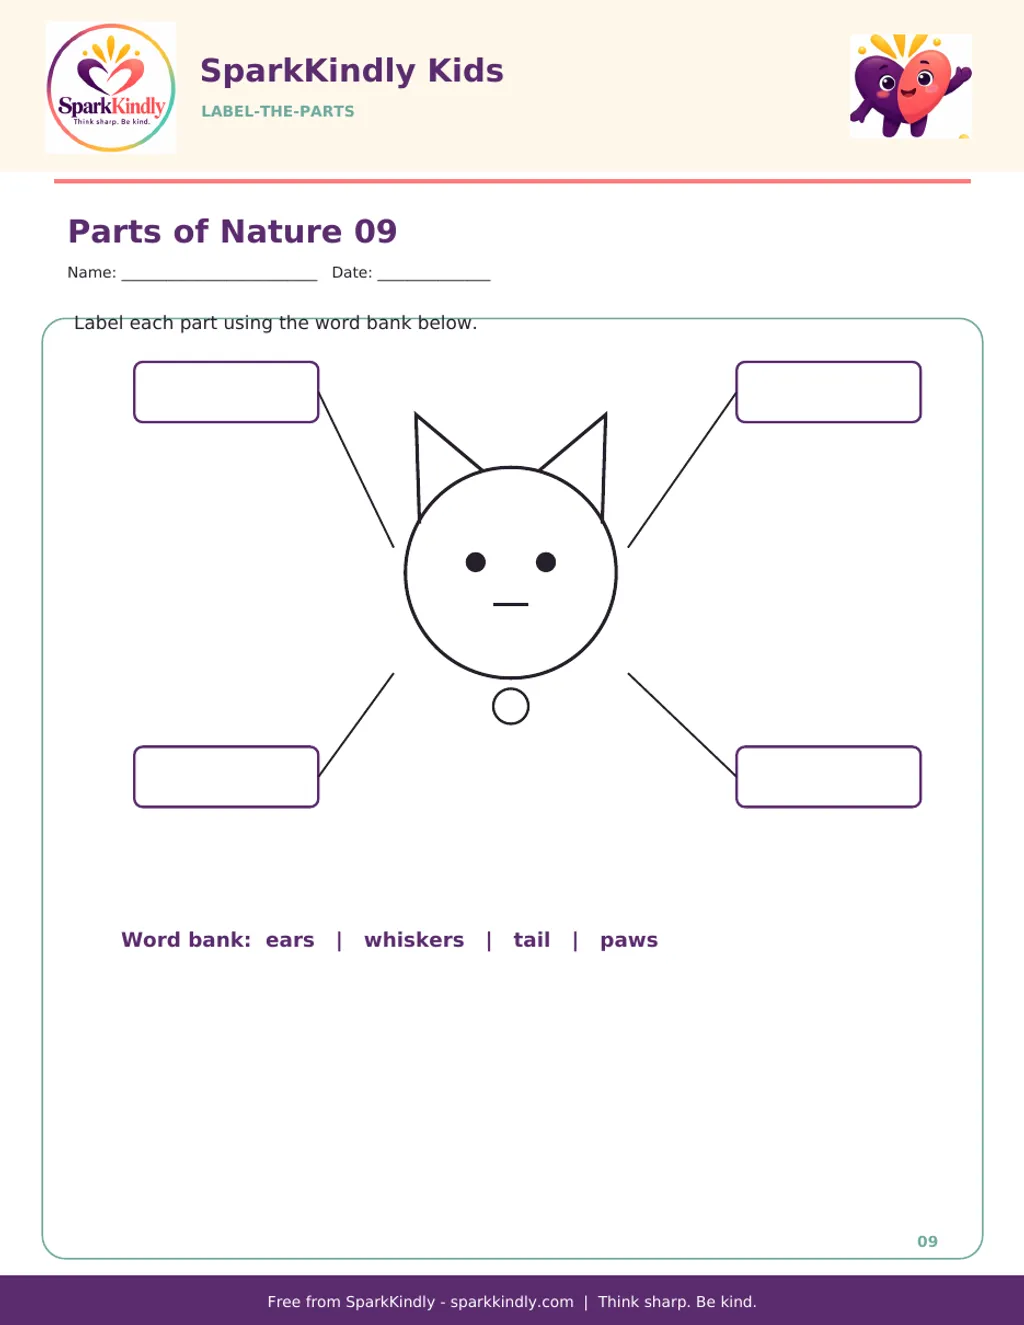 SparkKindly
Think sharp. Be kind.
SparkKindly Kids
LABEL-THE-PARTS
Parts of Nature 09
Name: __________________________ Date: _______________
Label each part using the word bank below.
Word bank: ears | whiskers | tail | paws
09
Free from SparkKindly - sparkkindly.com | Think sharp. Be kind.